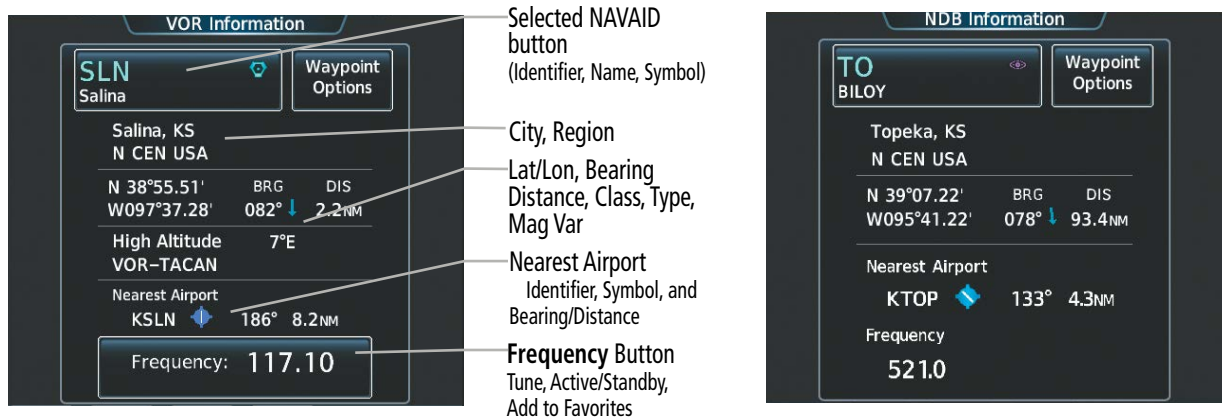 VOR Information
SLN
Salina
Waypoint
Options
Salina, KS
N CEN USA
N 38°55.51'
W097°37.28'
BRG
082°
DIS
2.2NM
High Altitude
7°E
VOR-TACAN
Nearest Airport
KSLN
186°
8.2NM
Frequency:
117.10
Selected NAVAID
button
(Identifier, Name, Symbol)
City, Region
Lat/Lon, Bearing
Distance, Class, Type,
Mag Var
Nearest Airport
Identifier, Symbol, and
Bearing/Distance
Frequency Button
Tune, Active/Standby,
Add to Favorites
NDB Information
TO
BILOY
Waypoint
Options
Topeka, KS
N CEN USA
N 39°07.22'
W095°41.22'
BRG
078°
DIS
93.4NM
Nearest Airport
KTOP
133°
4.3NM
Frequency
521.0